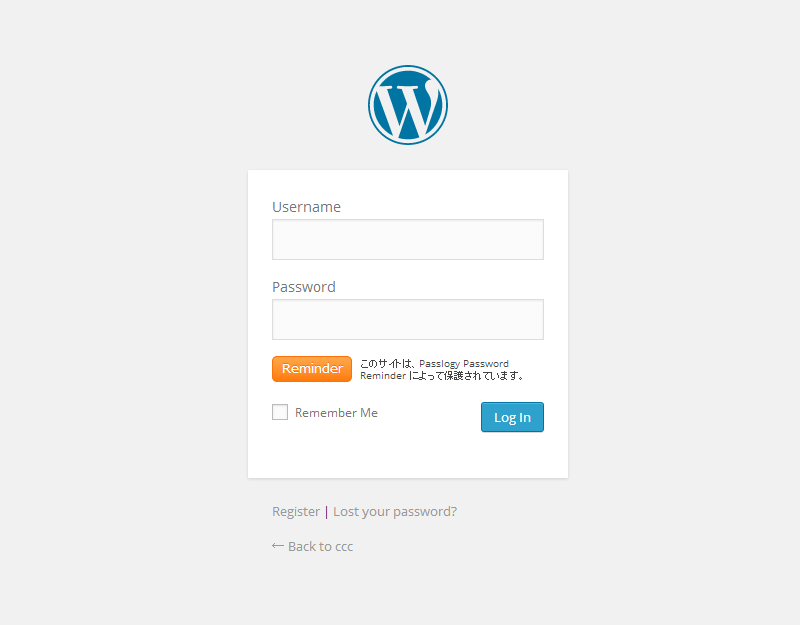 Username
Password
Reminder
このサイトは、Passlogy Password
Reminder によって保護されています。
Remember Me
Log In
Register | Lost your password?
← Back to ccc